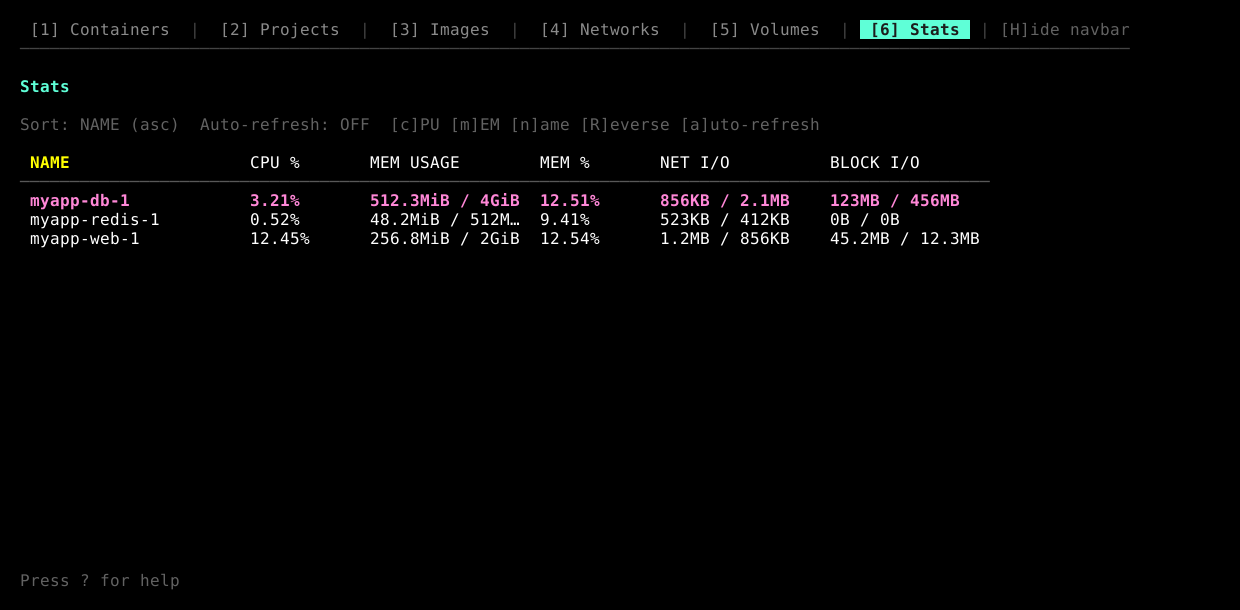 [1] Containers | [2] Projects | [3] Images | [4] Networks | [5] Volumes | [6] Stats | [H]ide navbar
Stats
Sort: NAME (asc)  Auto-refresh: OFF  [c]PU [m]EM [n]ame [R]everse [a]uto-refresh
NAME CPU % MEM USAGE MEM % NET I/O BLOCK I/O
myapp-db-1 3.21% 512.3MiB / 4GiB 12.51% 856KB / 2.1MB 123MB / 456MB
myapp-redis-1 0.52% 48.2MiB / 512M… 9.41% 523KB / 412KB 0B / 0B
myapp-web-1 12.45% 256.8MiB / 2GiB 12.54% 1.2MB / 856KB 45.2MB / 12.3MB
Press ? for help